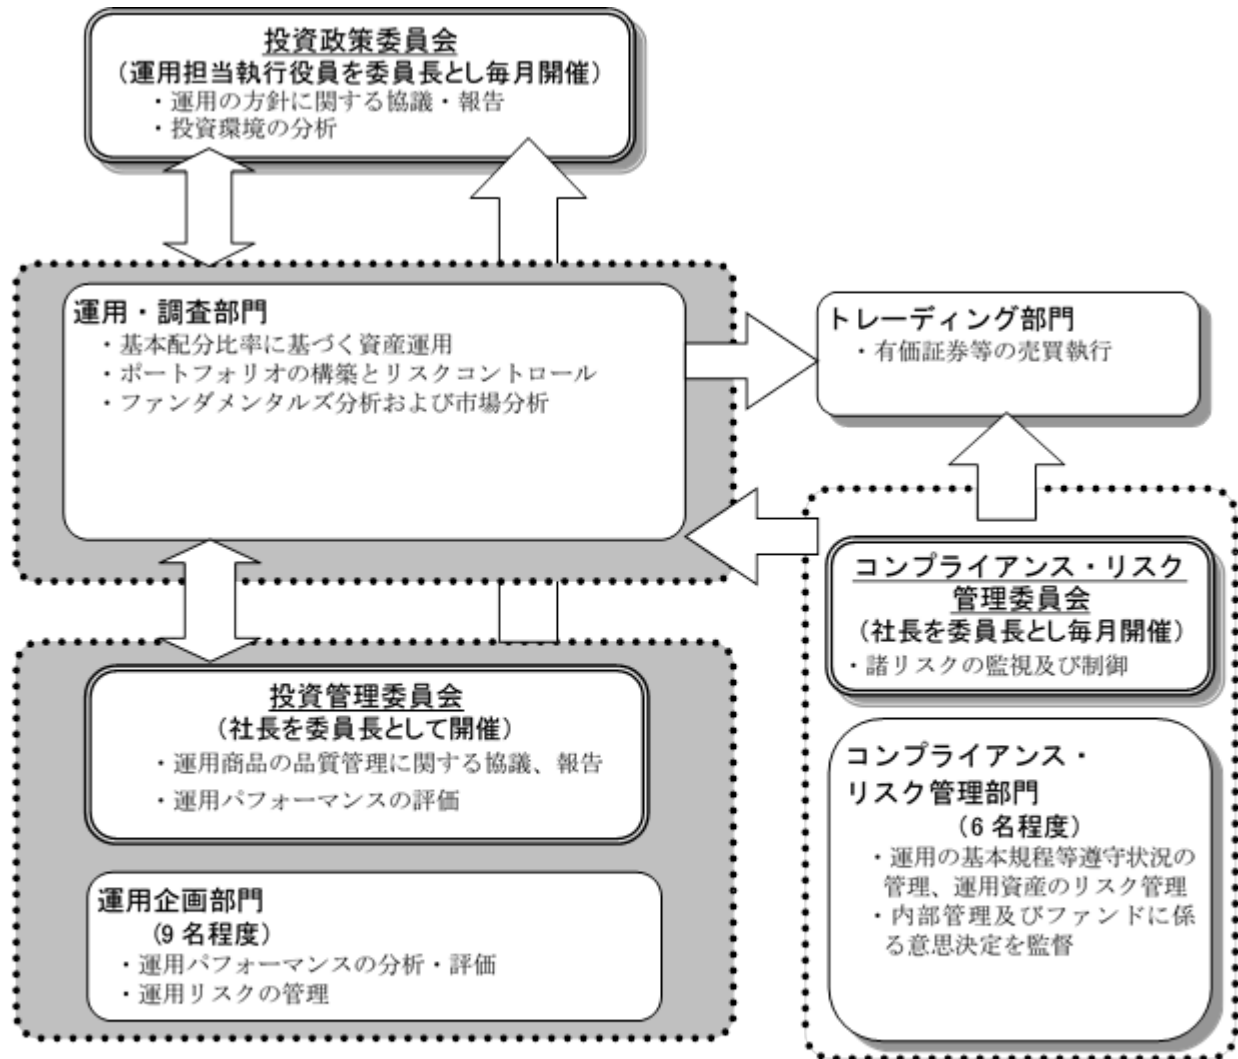 投資政策委員会
(運用担当執行役員を委員長とし毎月開催)
・運用の方針に関する協議・報告
・投資環境の分析
運用・調査部門
・基本配分比率に基づく資産運用
・ポートフォリオの構築とリスクコントロール
・ファンダメンタルズ分析および市場分析
トレーディング部門
・有価証券等の売買執行
コンプライアンス・リスク
管理委員会
(社長を委員長とし毎月開催)
・諸リスクの監視及び制御
投資管理委員会
(社長を委員長として開催)
・運用商品の品質管理に関する協議、報告
・運用パフォーマンスの評価
コンプライアンス・
リスク管理部門
(6 名程度)
・運用の基本規程等遵守状況の
管理、運用資産のリスク管理
・内部管理及びファンドに係
る意思決定を監督
運用企画部門
(9 名程度)
・運用パフォーマンスの分析・評価
・運用リスクの管理